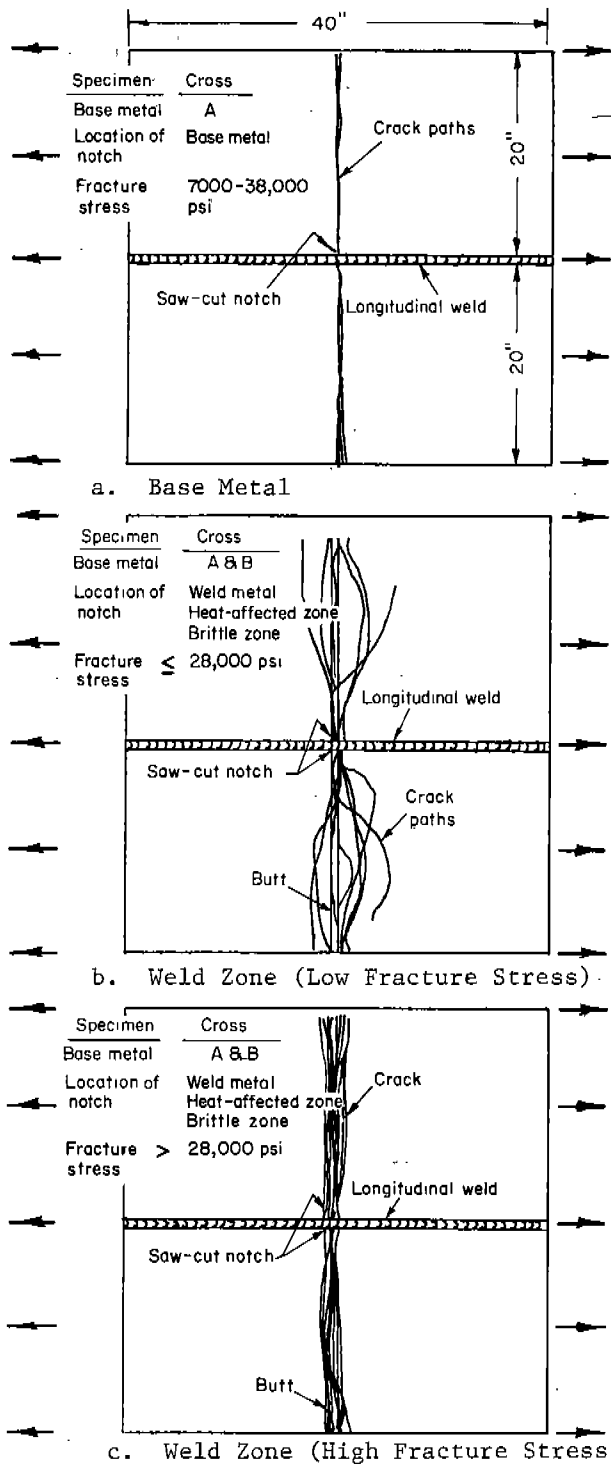 40"
Specimen Cross
Base metal A
Location of Base metal
notch
Fracture 7000-38,000
stress psi
Crack paths
20"
Saw-cut notch
Longitudinal weld
20"
a. Base Metal
Specimen Cross
Base metal A & B
Location of Weld metal
notch Heat-affected zone
Brittle zone
Fracture ≤ 28,000 psi
stress
Longitudinal weld
Saw-cut notch
Crack
paths
Butt
b. Weld Zone (Low Fracture Stress)
Specimen Cross
Base metal A & B
Location of Weld metal
notch Heat-affected zone
Brittle zone
Fracture > 28,000 psi
stress
Crack
Longitudinal weld
Saw-cut notch
Butt
c. Weld Zone (High Fracture Stress